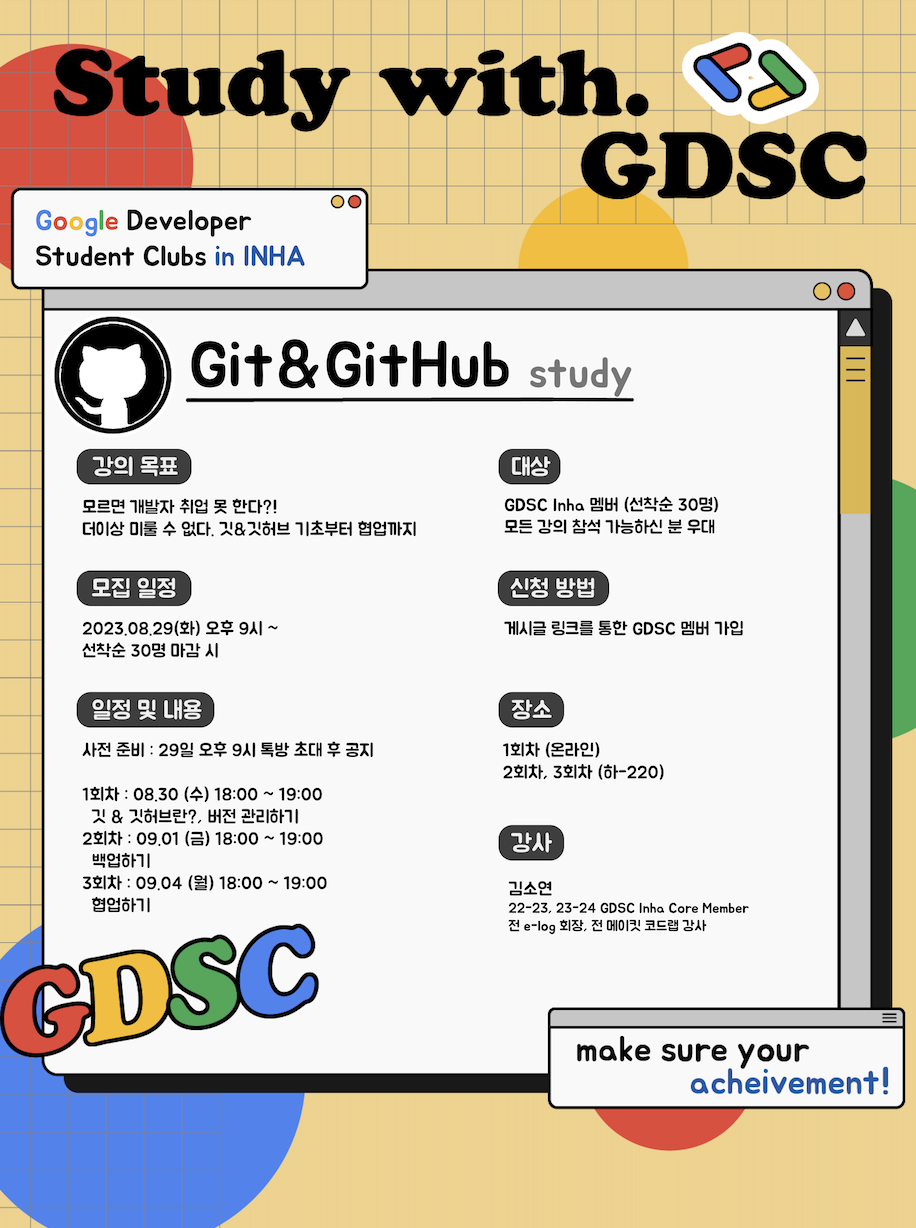 Study with.
GDSC
Google Developer
Student Clubs in INHA
Git&GitHub study
강의 목표
모르면 개발자 취업 못 한다?!
더이상 미룰 수 없다. 깃&깃허브 기초부터 협업까지
모집 일정
2023.08.29(화) 오후 9시 ~
선착순 30명 마감 시
일정 및 내용
사전 준비 : 29일 오후 9시 톡방 초대 후 공지
1회차 : 08.30 (수) 18:00 ~ 19:00
깃 & 깃허브란?, 버전 관리하기
2회차 : 09.01 (금) 18:00 ~ 19:00
백업하기
3회차 : 09.04 (월) 18:00 ~ 19:00
협업하기
대상
GDSC Inha 멤버 (선착순 30명)
모든 강의 참석 가능하신 분 우대
신청 방법
게시글 링크를 통한 GDSC 멤버 가입
장소
1회차 (온라인)
2회차, 3회차 (하-220)
강사
김소연
22-23, 23-24 GDSC Inha Core Member
전 e-log 회장, 전 메이킷 코드랩 강사
GDSC
make sure your
acheivement!